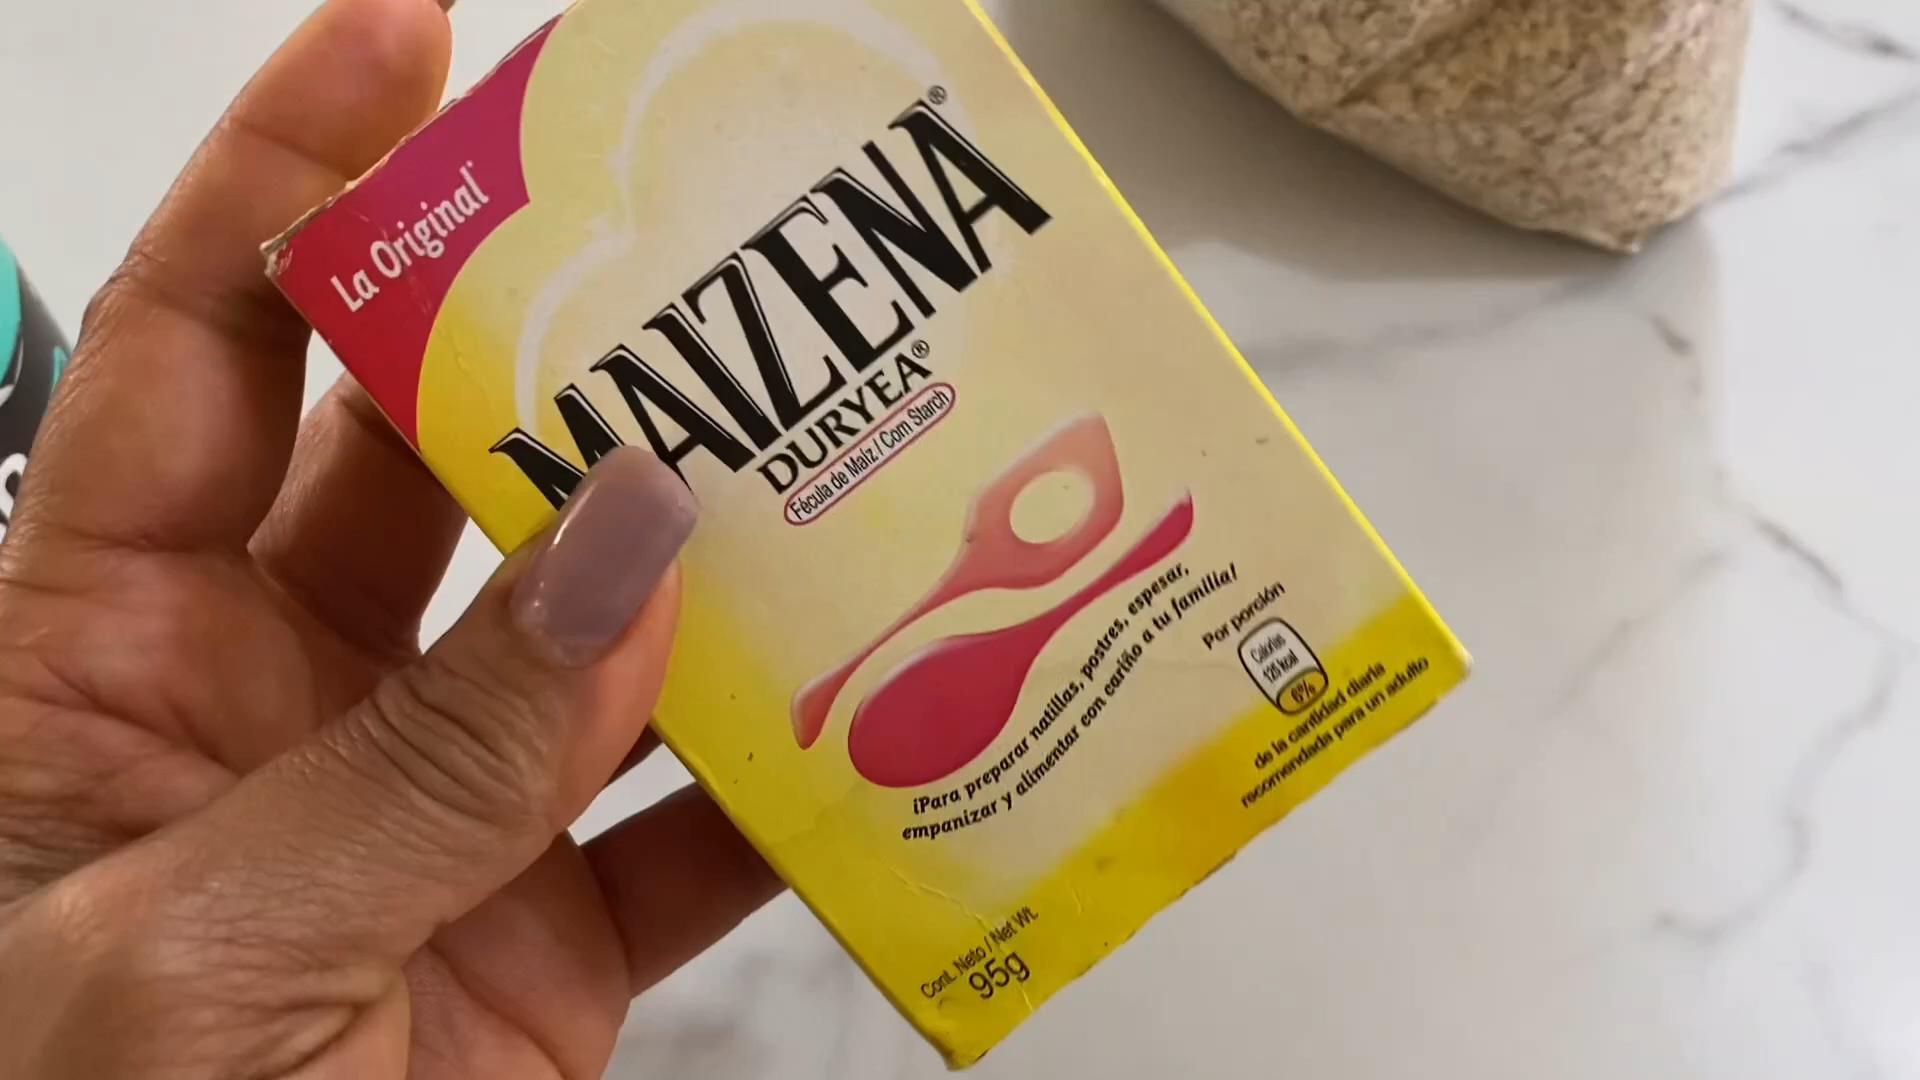 La Original
MAIZENA®
DURYEA®
Fécula de Maíz / Corn Starch
¡Para preparar natillas, postres, espesar,
empanizar y alimentar con cariño a tu familia!
Por porción
Calorías
125 kcal
6%
de la cantidad diaria
recomendada para un adulto
Cont. Neto / Net Wt.
95g